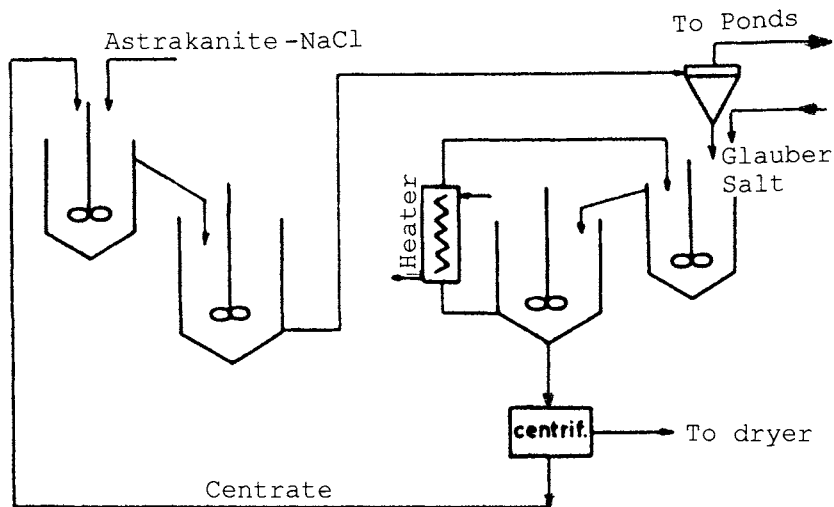 To Ponds
Astrakanite-NaCl
Glauber
Salt
Heater
centrif.
To dryer
Centrate